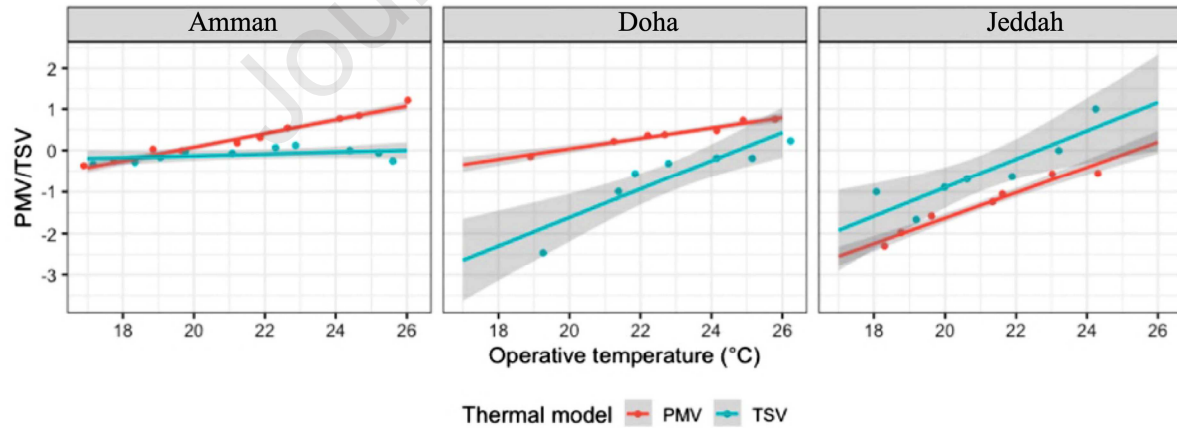 Jou
Amman Doha Jeddah
PMV/TSV
2
1
0
-1
-2
-3
18 20 22 24 26 18 20 22 24 26 18 20 22 24 26
Operative temperature (°C)
Thermal model PMV TSV